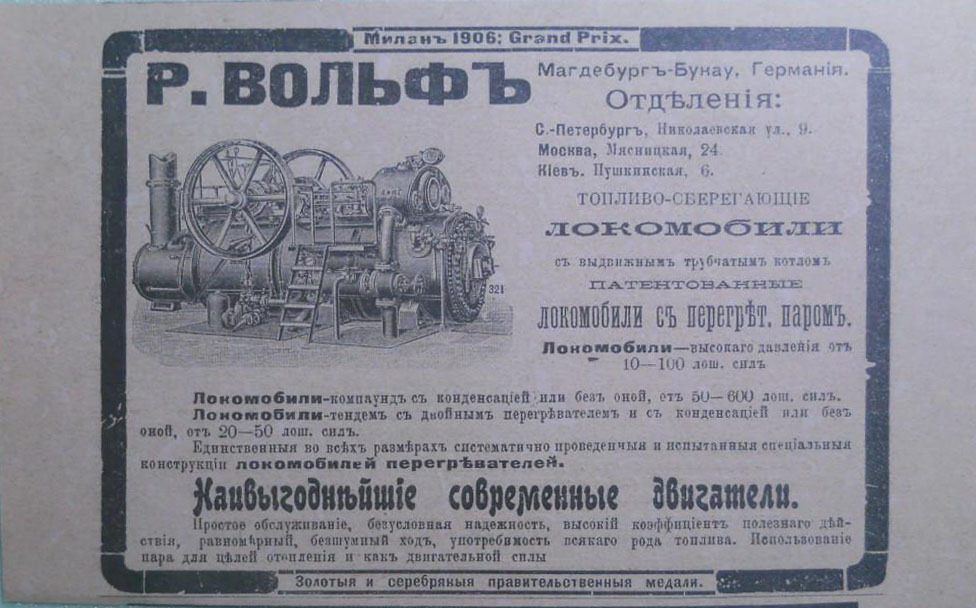 Миланъ 1906; Grand Prix.
Р. ВОЛЬФЪ
Магдебургъ-Букау, Германія.
Отдѣленія:
С.-Петербургъ, Николаевская ул., 9.
Москва, Мясницкая, 24.
Кіевъ. Пушкинская, 6.
ТОПЛИВО-СБЕРЕГАЮЩІЕ
ЛОКОМОБИЛИ
съ выдвижнымъ трубчатымъ котломъ
ПАТЕНТОВАННЫЕ
ЛОКОМОБИЛИ СЪ ПЕРЕГРѢТ. ПАРОМЪ.
Локомобили—высокаго давленія отъ
10—100 лош. силъ
321
Локомобили-компаундъ съ конденсаціей или безъ оной, отъ 50—600 лош. силъ.
Локомобили-тендемъ съ двойнымъ перегрѣвателемъ и съ конденсаціей или безъ
оной, отъ 20—50 лош. силъ.
Единственныя во всѣхъ размѣрахъ систематично проведенныя и испытанныя спеціальныя
конструкціи локомобилей перегрѣвателей.
Наивыгоднѣйшіе современные двигатели.
Простое обслуживаніе, безусловная надежность, высокій коэффиціентъ полезнаго дѣй-
ствія, равномѣрный, безшумный ходъ, употребимость всякаго рода топлива. Использованіе
пара для цѣлей отопленія и какъ двигательной силы
Золотыя и серебряныя правительственныя медали.